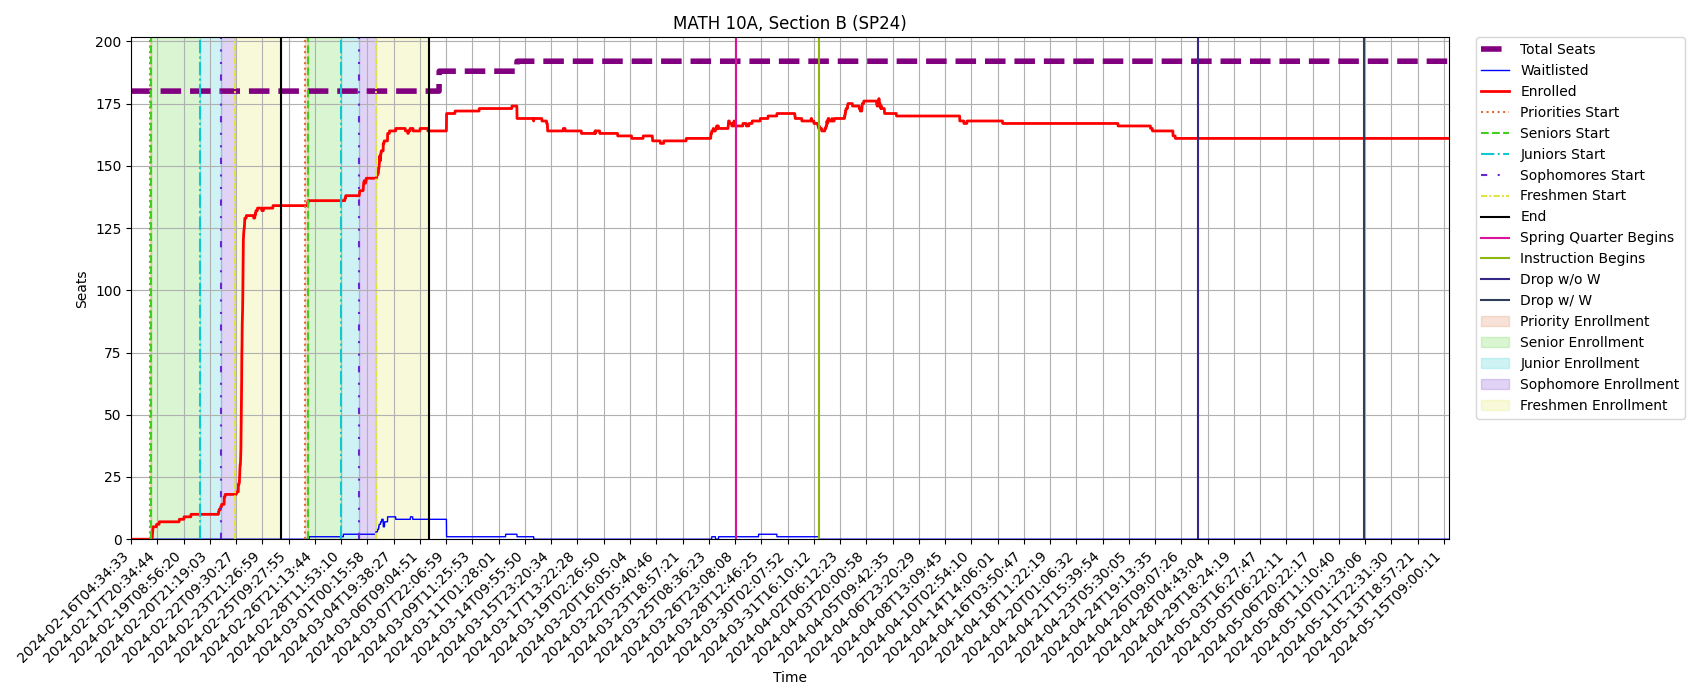 MATH 10A, Section B (SP24)
Seats
200
175
150
125
100
75
50
25
0
2024-02-16T04:34:33
2024-02-17T20:34:44
2024-02-19T08:56:20
2024-02-20T21:19:03
2024-02-22T09:30:27
2024-02-23T21:26:59
2024-02-25T09:27:55
2024-02-26T21:13:44
2024-02-28T11:53:10
2024-03-01T00:15:58
2024-03-04T19:38:27
2024-03-06T09:04:51
2024-03-07T22:06:59
2024-03-11T01:25:53
2024-03-14T09:28:01
2024-03-14T09:55:50
2024-03-15T23:20:34
2024-03-17T13:22:28
2024-03-19T02:26:50
2024-03-20T16:05:04
2024-03-22T05:40:46
2024-03-23T18:57:21
2024-03-25T08:36:23
2024-03-26T23:08:08
2024-03-28T12:46:25
2024-03-30T02:07:52
2024-03-31T16:10:12
2024-04-02T06:12:23
2024-04-03T20:00:58
2024-04-05T09:42:35
2024-04-06T23:20:29
2024-04-08T13:09:45
2024-04-10T02:54:10
2024-04-14T14:06:01
2024-04-16T03:50:47
2024-04-18T11:22:19
2024-04-20T01:06:32
2024-04-21T15:39:54
2024-04-23T05:30:05
2024-04-24T19:13:35
2024-04-26T09:07:26
2024-04-28T04:43:04
2024-04-29T18:24:19
2024-05-03T16:27:47
2024-05-05T06:22:11
2024-05-06T20:22:17
2024-05-08T11:10:40
2024-05-10T01:23:06
2024-05-11T22:31:30
2024-05-13T18:57:21
2024-05-15T09:00:11
Time
Total Seats
Waitlisted
Enrolled
Priorities Start
Seniors Start
Juniors Start
Sophomores Start
Freshmen Start
End
Spring Quarter Begins
Instruction Begins
Drop w/o W
Drop w/ W
Priority Enrollment
Senior Enrollment
Junior Enrollment
Sophomore Enrollment
Freshmen Enrollment